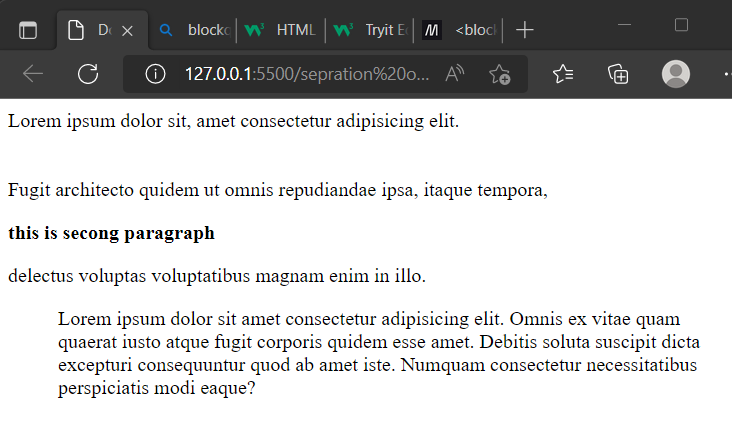 Do
blockq
HTML
Tryit E
<bloc
127.0.0.1:5500/sepration%20o...
Lorem ipsum dolor sit, amet consectetur adipisicing elit.
Fugit architecto quidem ut omnis repudiandae ipsa, itaque tempora,
this is secong paragraph
delectus voluptas voluptatibus magnam enim in illo.
Lorem ipsum dolor sit amet consectetur adipisicing elit. Omnis ex vitae quam
quaerat iusto atque fugit corporis quidem esse amet. Debitis soluta suscipit dicta
excepturi consequuntur quod ab amet iste. Numquam consectetur necessitatibus
perspiciatis modi eaque?